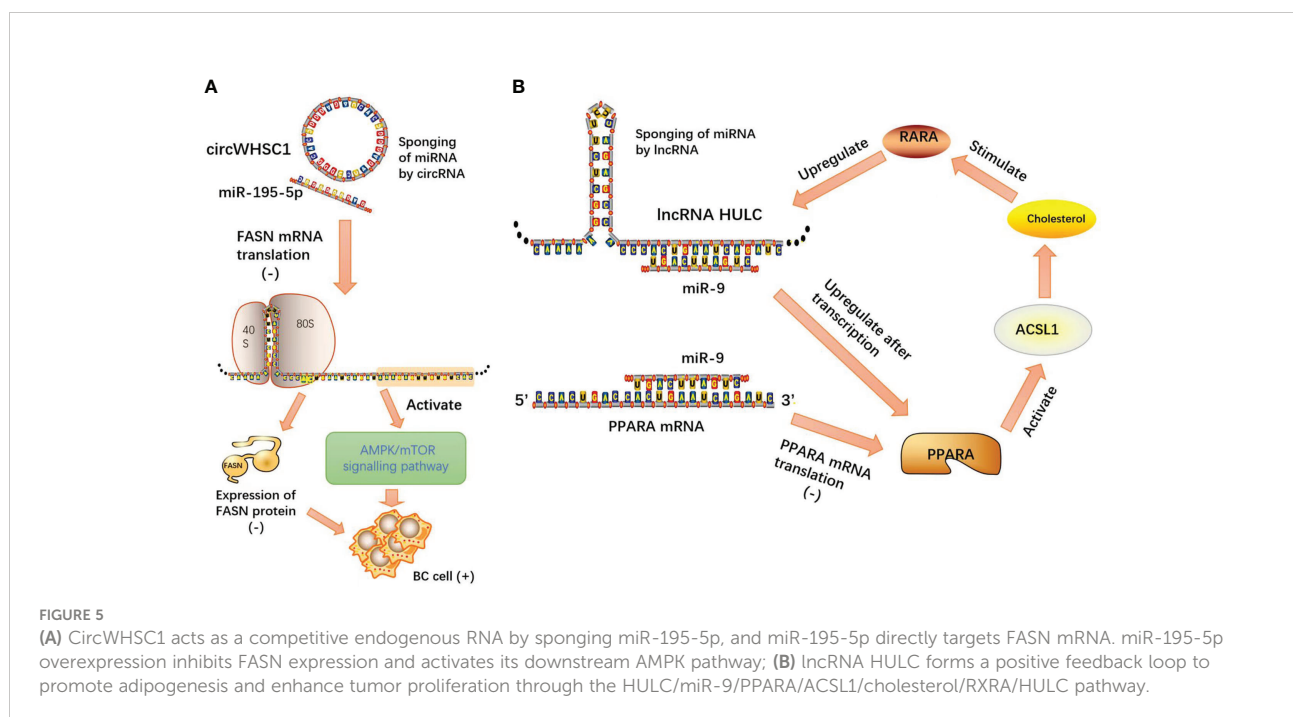 A
circWHSC1
Sponging
of miRNA
by circRNA
miR-195-5p
FASN mRNA
translation
(-)
40
S
80S
Activate
FASN
AMPK/mTOR
signalling pathway
Expression of
FASN protein
(-)
BC cell (+)
B
Sponging of miRNA
by lncRNA
Upregulate
RARA
Stimulate
Cholesterol
lncRNA HULC
miR-9
Upregulate after
transcription
ACSL1
miR-9
5’
3’
PPARA mRNA
PPARA mRNA
translation
(-)
PPARA
Activate
FIGURE 5
(A) CircWHSC1 acts as a competitive endogenous RNA by sponging miR-195-5p, and miR-195-5p directly targets FASN mRNA. miR-195-5p
overexpression inhibits FASN expression and activates its downstream AMPK pathway; (B) lncRNA HULC forms a positive feedback loop to
promote adipogenesis and enhance tumor proliferation through the HULC/miR-9/PPARA/ACSL1/cholesterol/RXRA/HULC pathway.